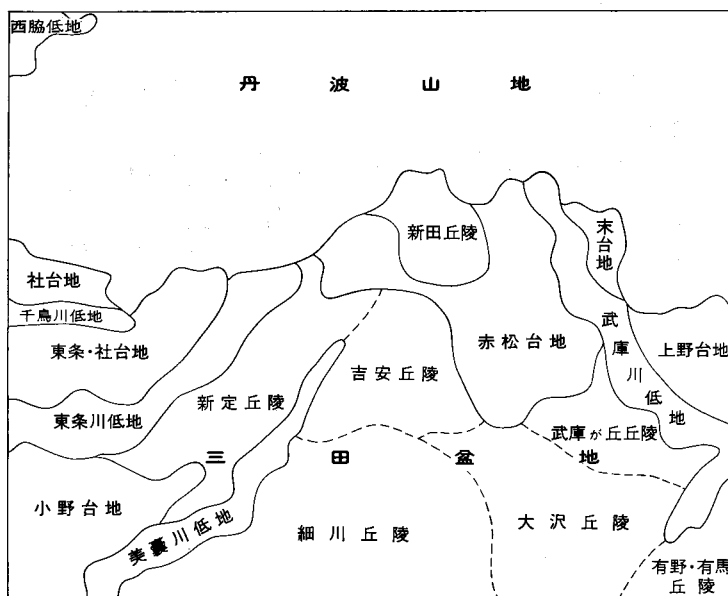 西脇低地
丹波山地
新田丘陵
末台地
社台地
千鳥川低地
東条・社台地
武庫川低地
上野台地
赤松台地
吉安丘陵
新定丘陵
東条川低地
武庫が丘丘陵
三田盆地
小野台地
美嚢川低地
細川丘陵
大沢丘陵
有野・有馬
丘陵